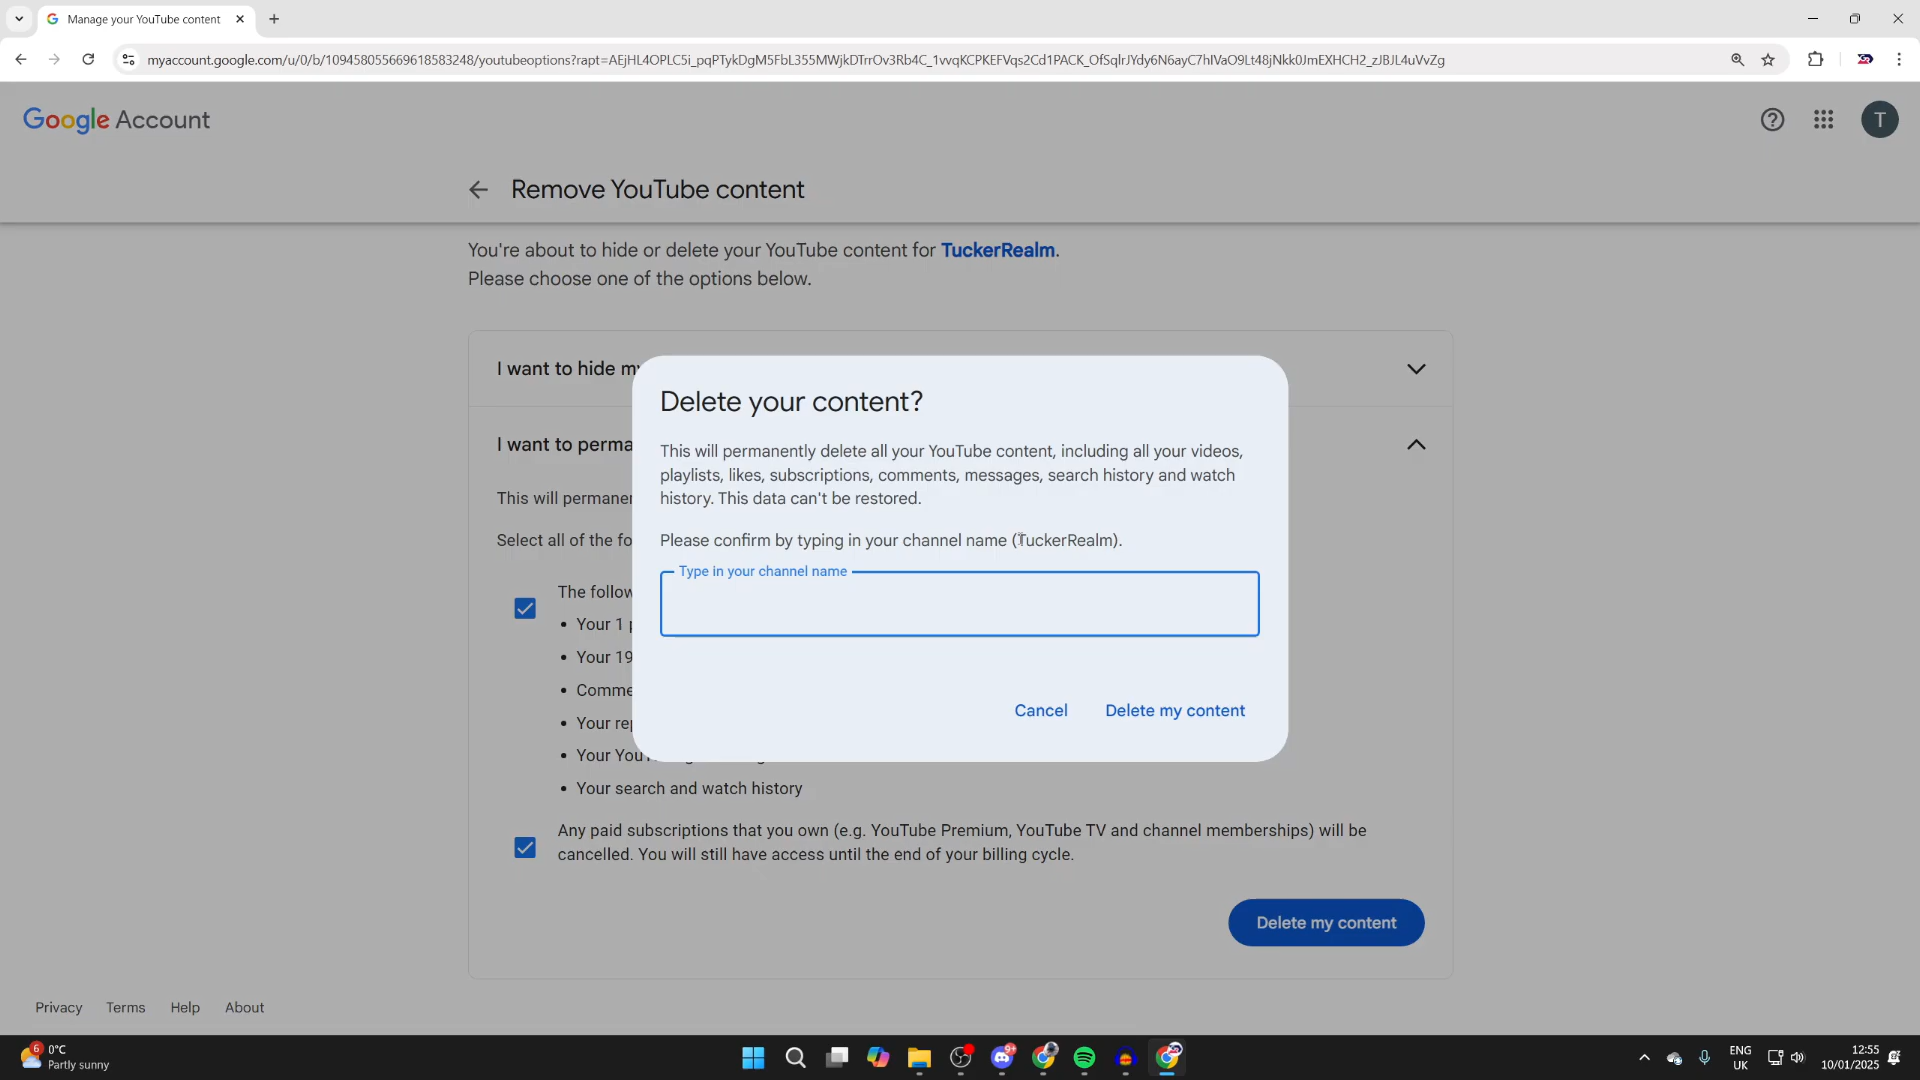 Manage your YouTube content
myaccount.google.com/u/0/b/109458055669618583248/youtubeoptions?rapt=AEjHL4OPLC5i_pqPTykDgM5FbL355MWjkDTrrOv3Rb4C_1vvqKCPKEFVqs2Cd1PACK_OfSqlrJYdy6N6ayC7hIVaO9Lt48jNkk0JmEXHCH2_zJBJL4uVvZg
Google Account
T
Remove YouTube content
You're about to hide or delete your YouTube content for TuckerRealm.
Please choose one of the options below.
I want to hide my
Delete your content?
I want to perma
This will permanently delete all your YouTube content, including all your videos,
playlists, likes, subscriptions, comments, messages, search history and watch
history. This data can't be restored.
This will permanen
Please confirm by typing in your channel name (TuckerRealm).
Select all of the fo
Type in your channel name
The follow
• Your 1 p
• Your 19
• Comme
• Your rep
Cancel
Delete my content
• Your You
• Your search and watch history
Any paid subscriptions that you own (e.g. YouTube Premium, YouTube TV and channel memberships) will be
cancelled. You will still have access until the end of your billing cycle.
Delete my content
Privacy
Terms
Help
About
6
0°C
Partly sunny
9+
ENG
UK
12:55
10/01/2025